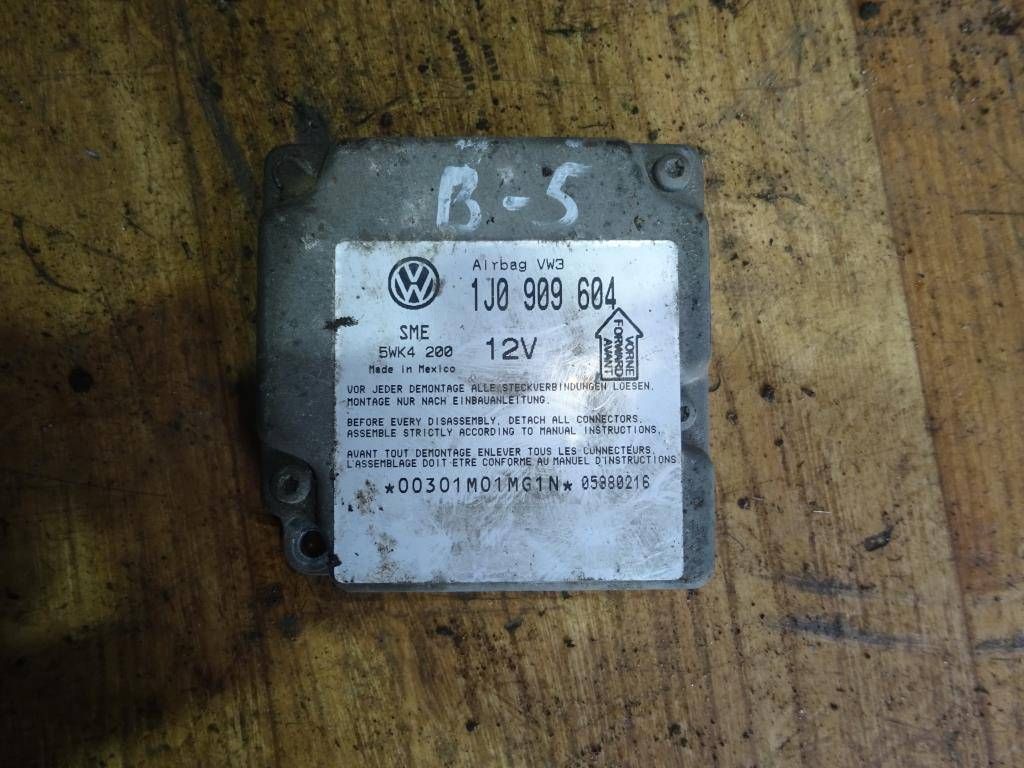 B-5
Airbag VW3
1J0 909 604
SME
5WK4 200
12V
Made in Mexico
VORNE
FORWARD
AVANT
VOR JEDER DEMONTAGE ALLE STECKVERBINDUNGEN LOESEN.
MONTAGE NUR NACH EINBAUANLEITUNG.
BEFORE EVERY DISASSEMBLY, DETACH ALL CONNECTORS.
ASSEMBLE STRICTLY ACCORDING TO MANUAL INSTRUCTIONS.
AVANT TOUT DEMONTAGE ENLEVER TOUS LES CONNECTEURS.
L'ASSEMBLAGE DOIT ETRE CONFORME AU MANUEL D'INSTRUCTIONS
*00301M01MG1N* 05980216